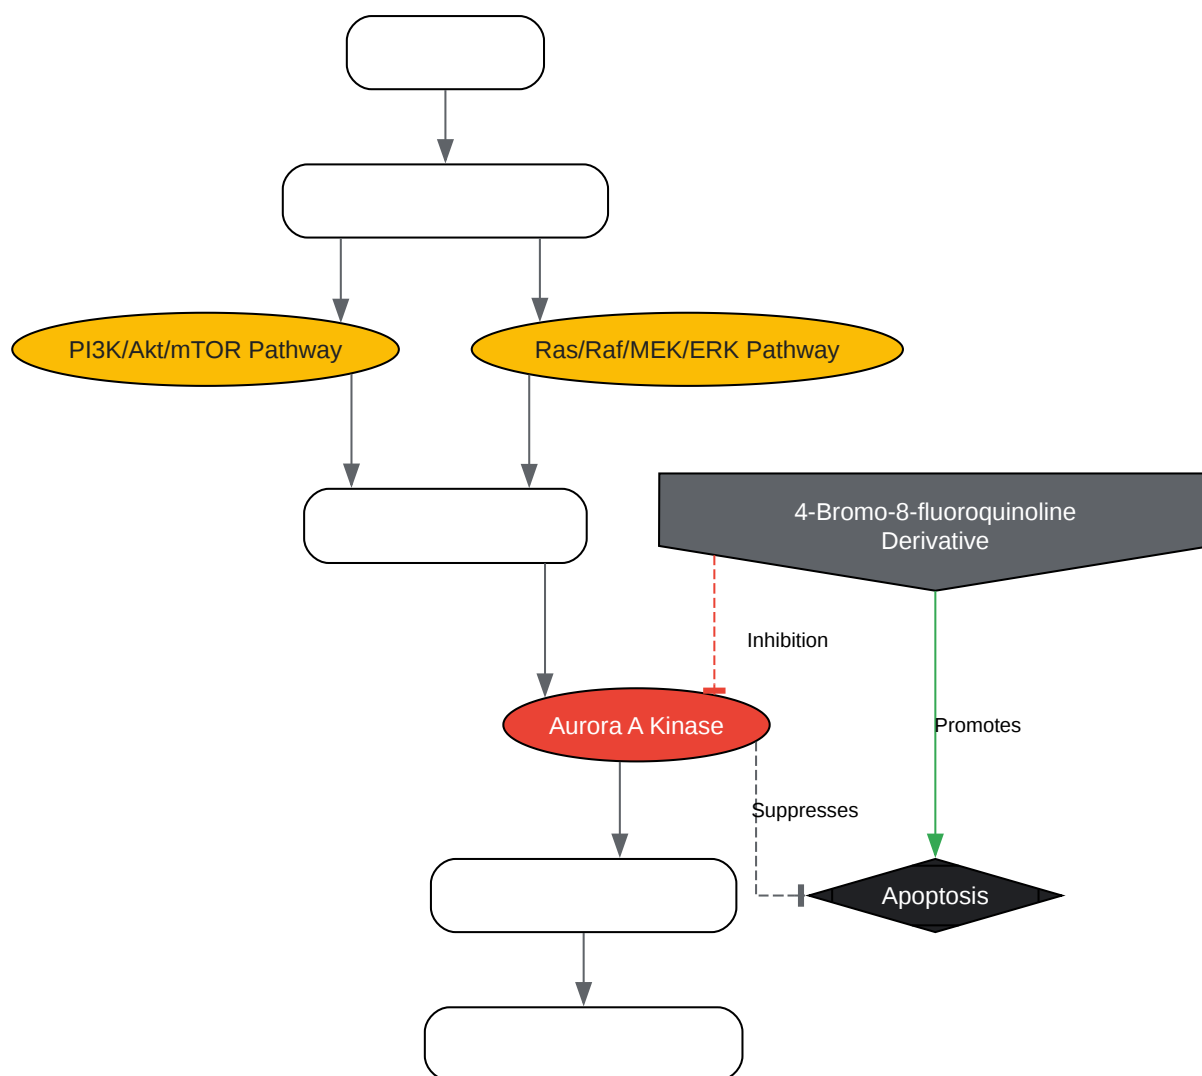 PI3K/Akt/mTOR Pathway
Ras/Raf/MEK/ERK Pathway
4-Bromo-8-fluoroquinoline
Derivative
Inhibition
Aurora A Kinase
Promotes
Suppresses
Apoptosis